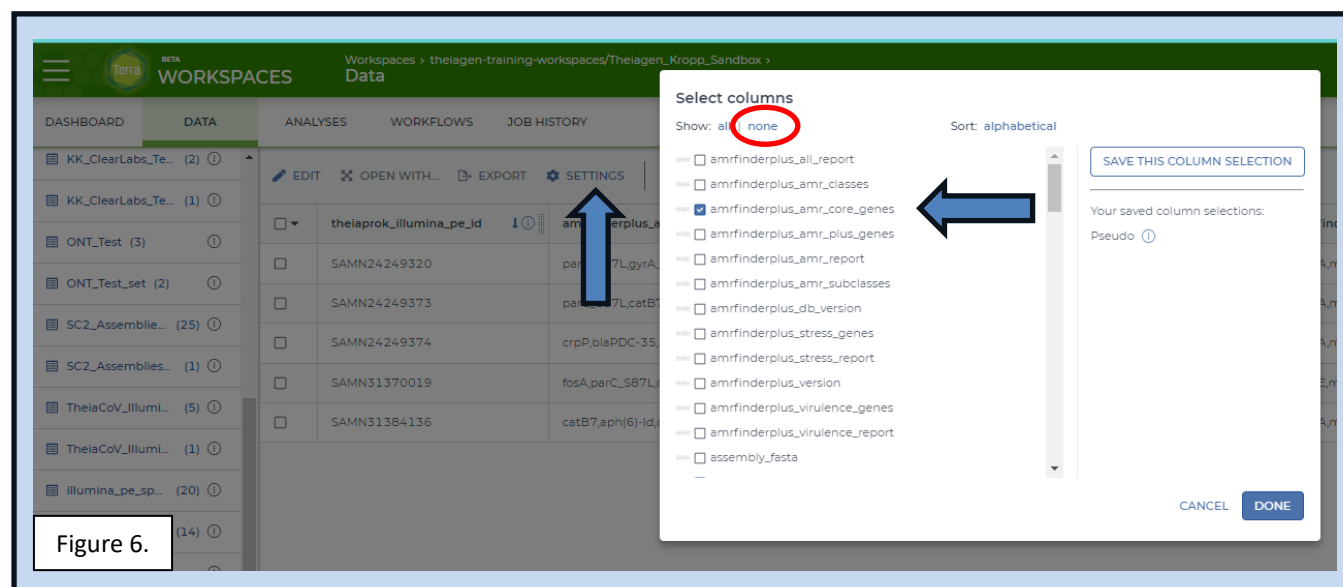 BETA
Terra
WORKSPACES
Workspaces › theiagen-training-workspaces/Theiagen_Kropp_Sandbox ›
Data
DASHBOARD DATA ANALYSES WORKFLOWS JOB HISTORY
KK_ClearLabs_Te... (2)
KK_ClearLabs_Te... (1)
ONT_Test (3)
ONT_Test_set (2)
SC2_Assemblie... (25)
SC2_Assemblies... (1)
TheiaCoV_Illumi... (5)
TheiaCoV_Illumi... (1)
illumina_pe_sp... (20)
(14)
EDIT OPEN WITH... EXPORT SETTINGS
theiaprok_illumina_pe_id
SAMN24249320
SAMN24249373
SAMN24249374 crpP,blaPDC-35,
SAMN31370019 fosA,parC_S87L,
SAMN31384136 catB7,aph(6)-Id,
Select columns
Show: all | none Sort: alphabetical
amrfinderplus_all_report
amrfinderplus_amr_classes
amrfinderplus_amr_core_genes
amrfinderplus_amr_plus_genes
amrfinderplus_amr_report
amrfinderplus_amr_subclasses
amrfinderplus_db_version
amrfinderplus_stress_genes
amrfinderplus_stress_report
amrfinderplus_version
amrfinderplus_virulence_genes
amrfinderplus_virulence_report
assembly_fasta
SAVE THIS COLUMN SELECTION
Your saved column selections:
Pseudo
CANCEL DONE
Figure 6.